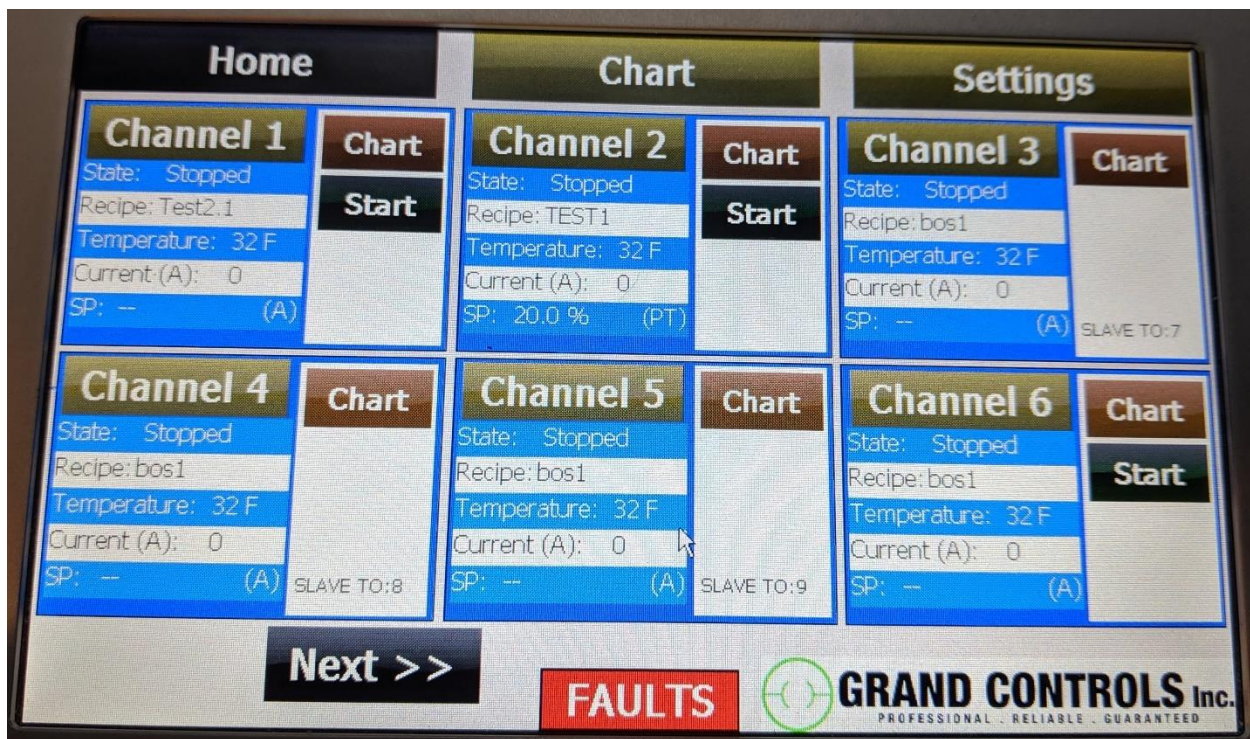 Home Chart Settings
Channel 1
Chart
State: Stopped
Start
Recipe: Test2.1
Temperature: 32 F
Current (A): 0
SP: -- (A)
Channel 2
Chart
State: Stopped
Start
Recipe: TEST1
Temperature: 32 F
Current (A): 0
SP: 20.0 % (PT)
Channel 3
Chart
State: Stopped
Recipe: bos1
Temperature: 32 F
Current (A): 0
SP: -- (A)
SLAVE TO:7
Channel 4
Chart
State: Stopped
Recipe: bos1
Temperature: 32 F
Current (A): 0
SP: -- (A)
SLAVE TO:8
Channel 5
Chart
State: Stopped
Recipe: bos1
Temperature: 32 F
Current (A): 0
SP: -- (A)
SLAVE TO:9
Channel 6
Chart
State: Stopped
Start
Recipe: bos1
Temperature: 32 F
Current (A): 0
SP: -- (A)
Next >>
FAULTS
GRAND CONTROLS Inc.
PROFESSIONAL . RELIABLE . GUARANTEED